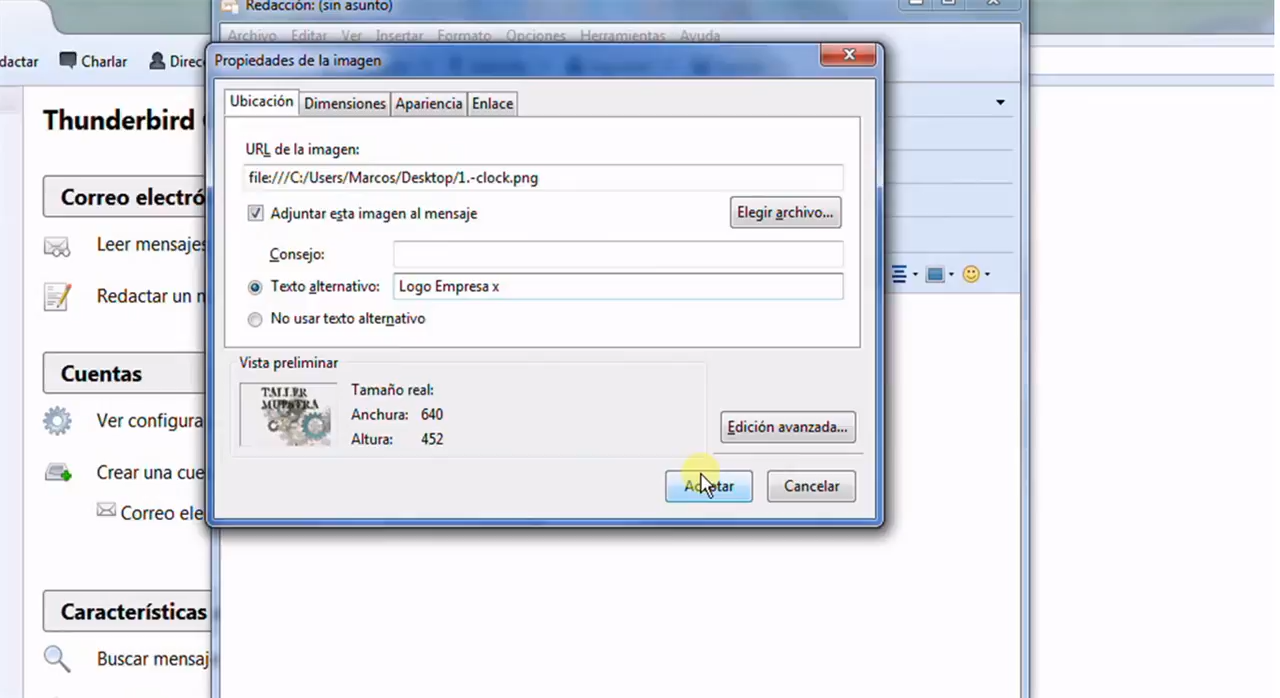 Redacción: (sin asunto)
Archivo Editar Ver Insertar Formato Opciones Herramientas Ayuda
dactar Charlar Direc
Propiedades de la imagen
Ubicación Dimensiones Apariencia Enlace
Thunderbird
URL de la imagen:
file:///C:/Users/Marcos/Desktop/1.-clock.png
Correo electró
Adjuntar esta imagen al mensaje Elegir archivo...
Leer mensajes
Consejo:
Texto alternativo: Logo Empresa x
Redactar un n
No usar texto alternativo
Vista preliminar
Cuentas
TALLER
MUESTRA
Tamaño real:
Anchura: 640
Altura: 452
Ver configura
Edición avanzada...
Crear una cue
Aceptar Cancelar
Correo ele
Características
Buscar mensaj